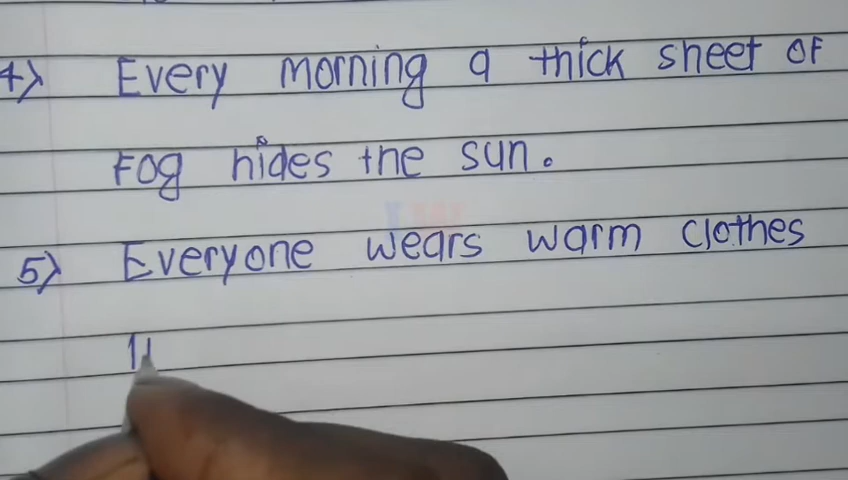 4) Every morning a thick sheet of
Fog hides the sun.
5) Everyone wears warm clothes